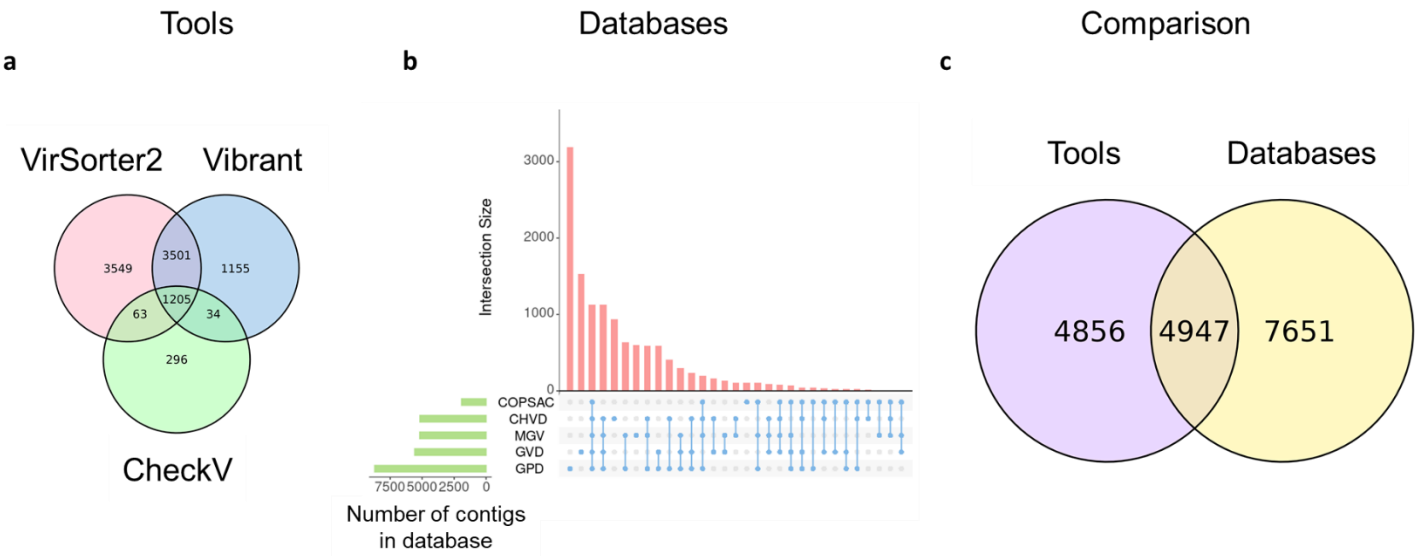 Tools
Databases
Comparison
a
b
c
VirSorter2 Vibrant
3549
3501
1155
1205
63
34
296
CheckV
Intersection Size
3000
2000
1000
0
COPSAC
CHVD
MGV
GVD
GPD
7500 5000 2500 0
Number of contigs
in database
Tools Databases
4856 4947 7651